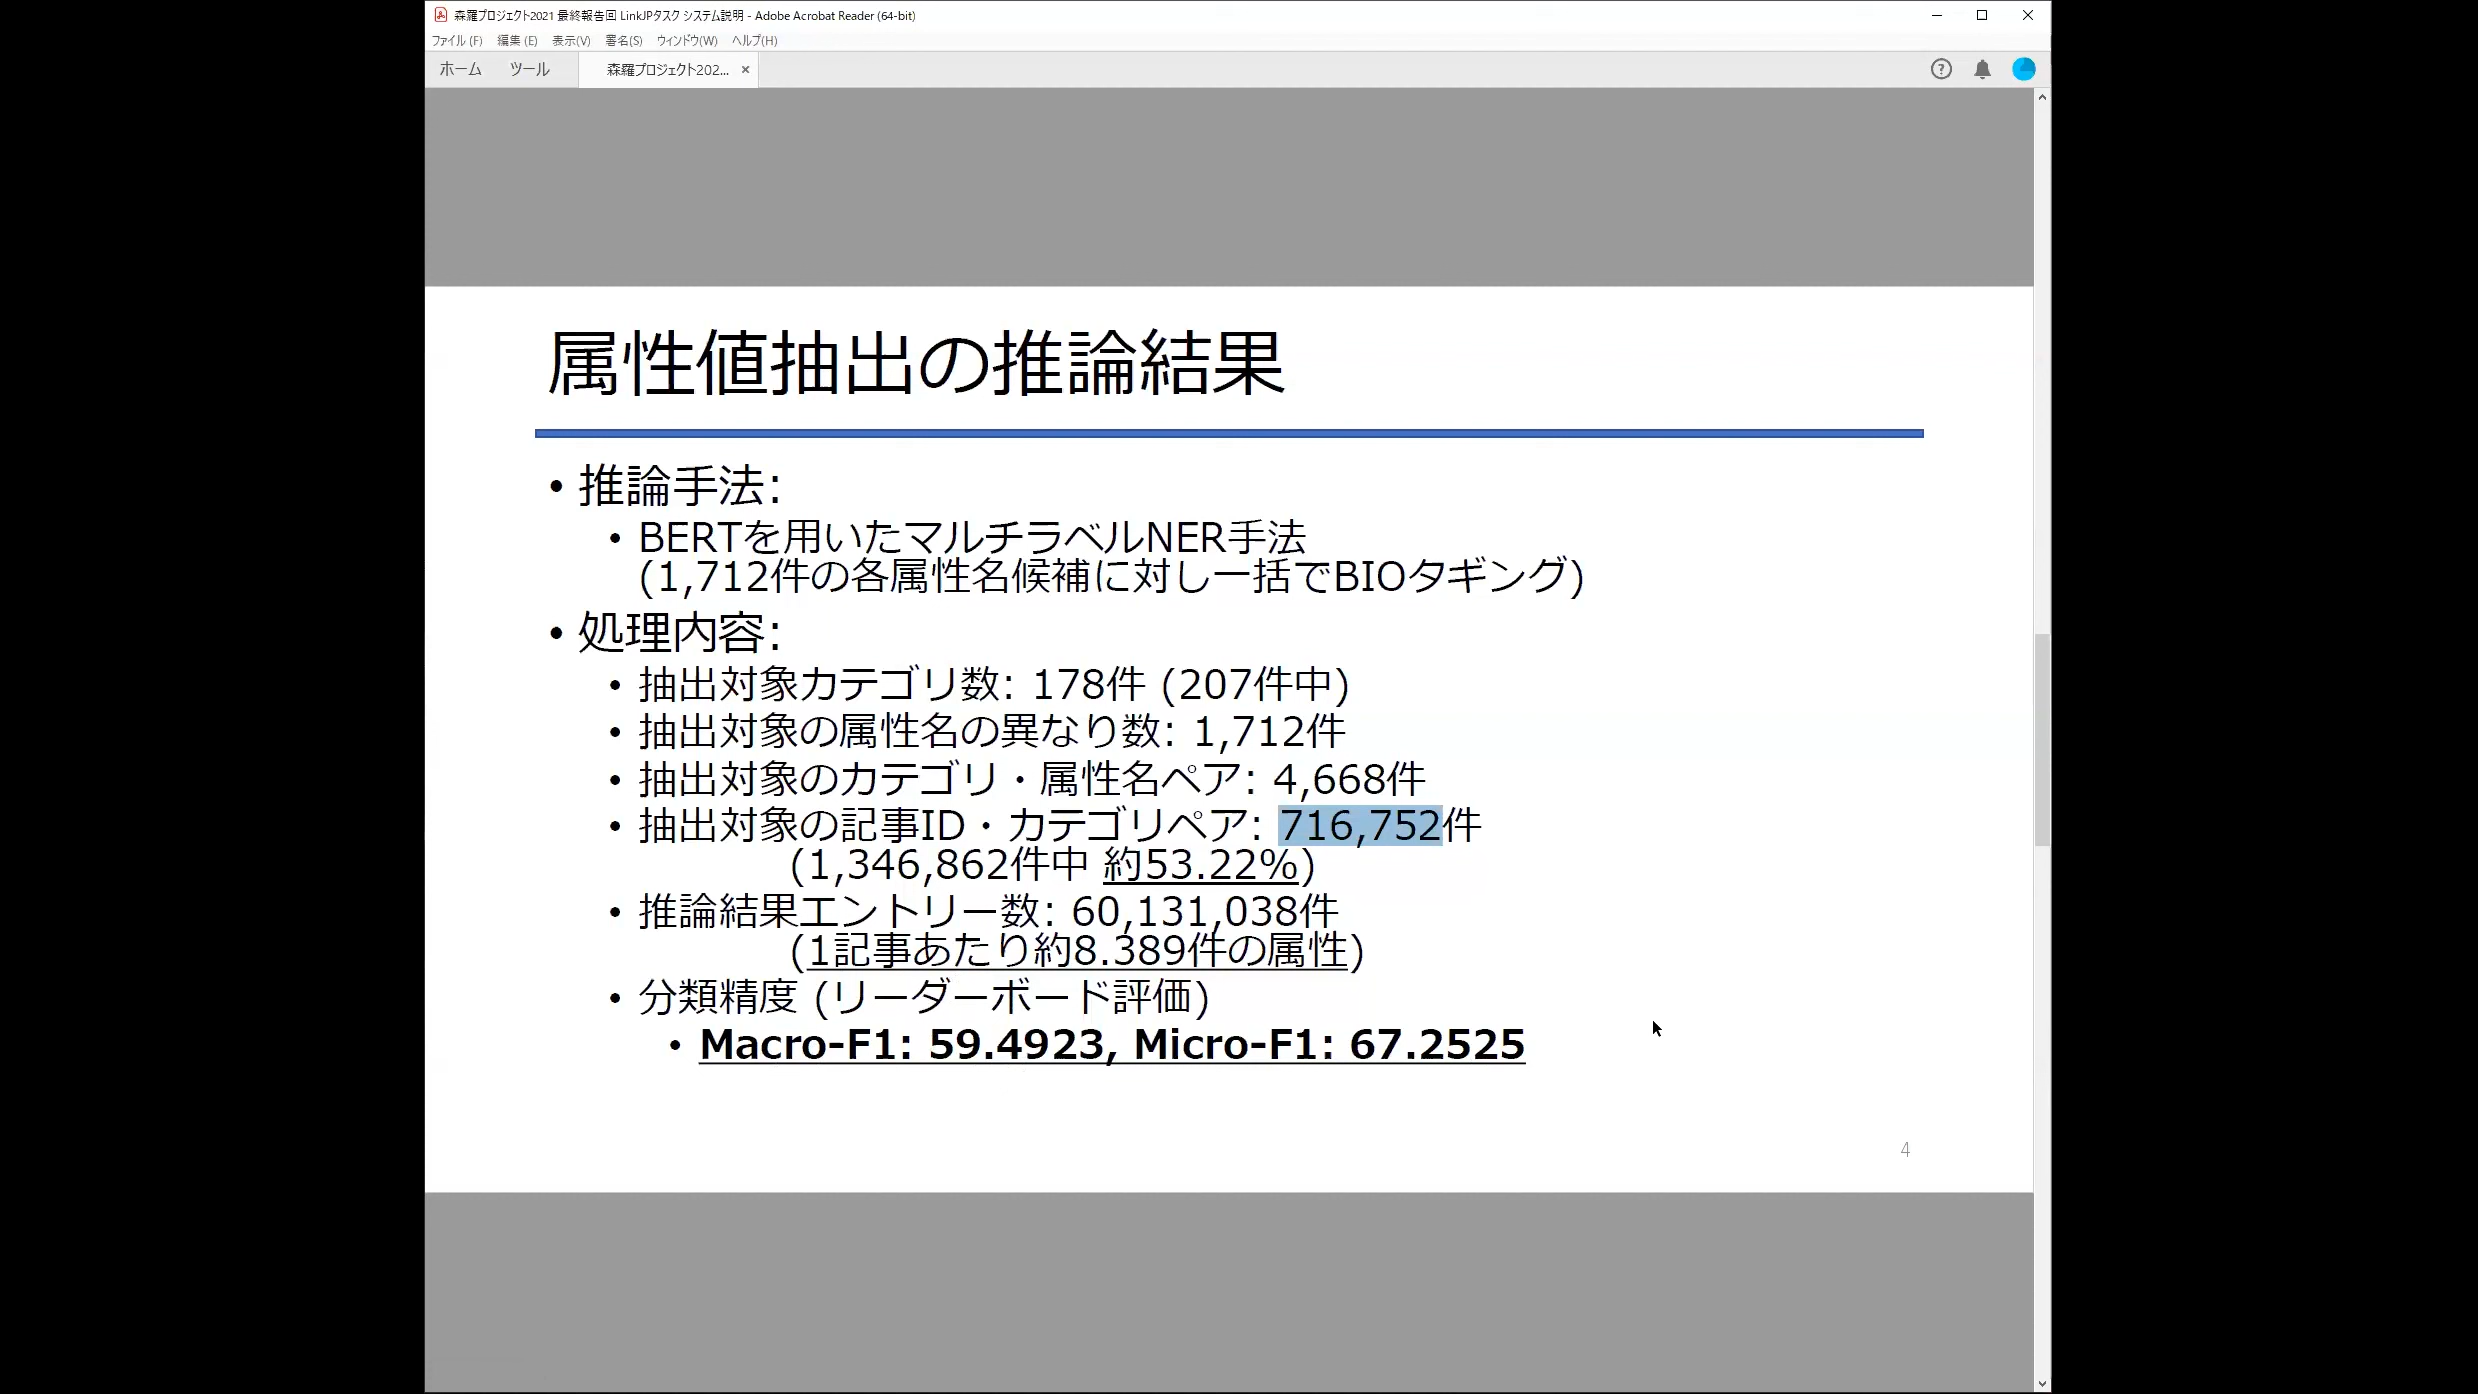 森羅プロジェクト2021 最終報告回 LinkJPタスク システム説明 - Adobe Acrobat Reader (64-bit)
ファイル(F) 編集(E) 表示(V) 署名(S) ウィンドウ(W) ヘルプ(H)
ホーム ツール 森羅プロジェクト202... ×
属性値抽出の推論結果
• 推論手法:
• BERTを用いたマルチラベルNER手法
(1,712件の各属性名候補に対し一括でBIOタギング)
• 処理内容:
• 抽出対象カテゴリ数: 178件 (207件中)
• 抽出対象の属性名の異なり数: 1,712件
• 抽出対象のカテゴリ・属性名ペア: 4,668件
• 抽出対象の記事ID・カテゴリペア: 716,752件
(1,346,862件中 約53.22%)
• 推論結果エントリー数: 60,131,038件
(1記事あたり約8.389件の属性)
• 分類精度 (リーダーボード評価)
• Macro-F1: 59.4923, Micro-F1: 67.2525
4